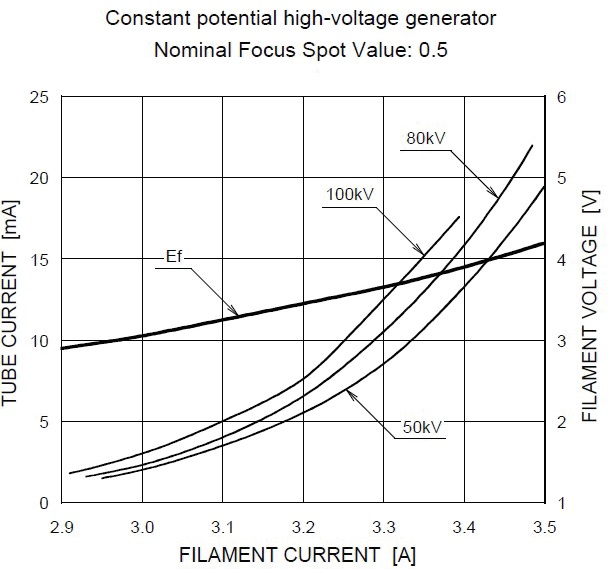 Constant potential high-voltage generator
Nominal Focus Spot Value: 0.5
25
20
15
10
5
0
TUBE CURRENT [mA]
6
5
4
3
2
1
FILAMENT VOLTAGE [V]
80kV
100kV
Ef
50kV
2.9 3.0 3.1 3.2 3.3 3.4 3.5
FILAMENT CURRENT [A]